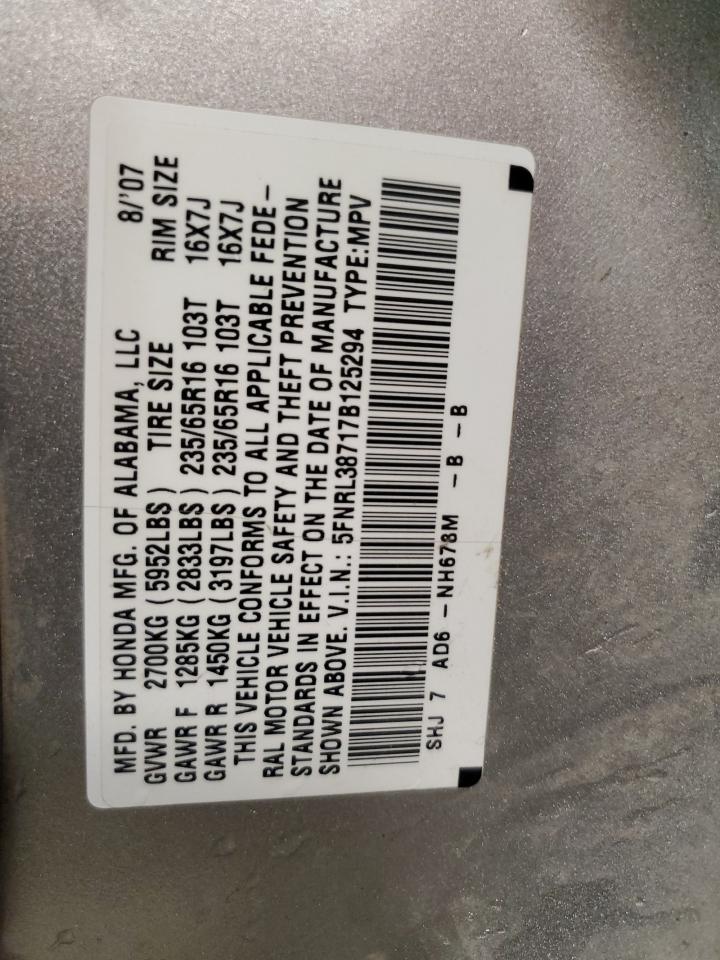 MFD. BY HONDA MFG. OF ALABAMA, LLC 8/'07
GVWR 2700KG ( 5952LBS ) TIRE SIZE RIM SIZE
GAWR F 1285KG ( 2833LBS ) 235/65R16 103T 16X7J
GAWR R 1450KG ( 3197LBS ) 235/65R16 103T 16X7J
THIS VEHICLE CONFORMS TO ALL APPLICABLE FEDE-
RAL MOTOR VEHICLE SAFETY AND THEFT PREVENTION
STANDARDS IN EFFECT ON THE DATE OF MANUFACTURE
SHOWN ABOVE. V.I.N.: 5FNRL38717B125294 TYPE:MPV
SHJ 7 AD6 -NH678M -B -B